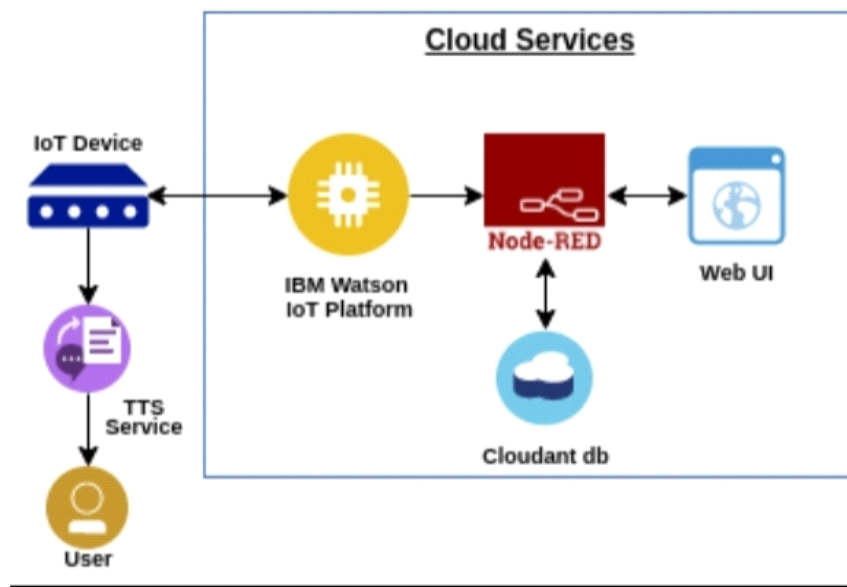 Cloud Services
IoT Device
Node-RED
IBM Watson
IoT Platform
Web UI
TTS
Service
Cloudant db
User